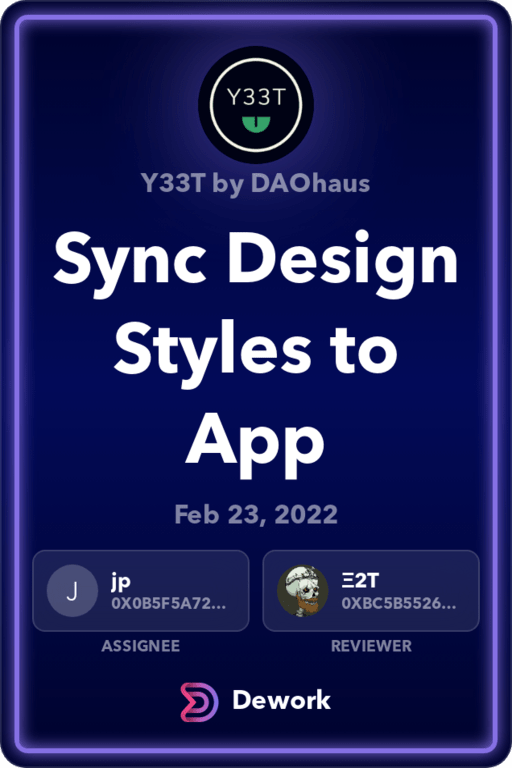 Y33T
Y33T by DAOhaus
Sync Design
Styles to
App
Feb 23, 2022
J
jp
0X0B5F5A72...
Ξ2T
0XBC5B5526...
ASSIGNEE
REVIEWER
Dework